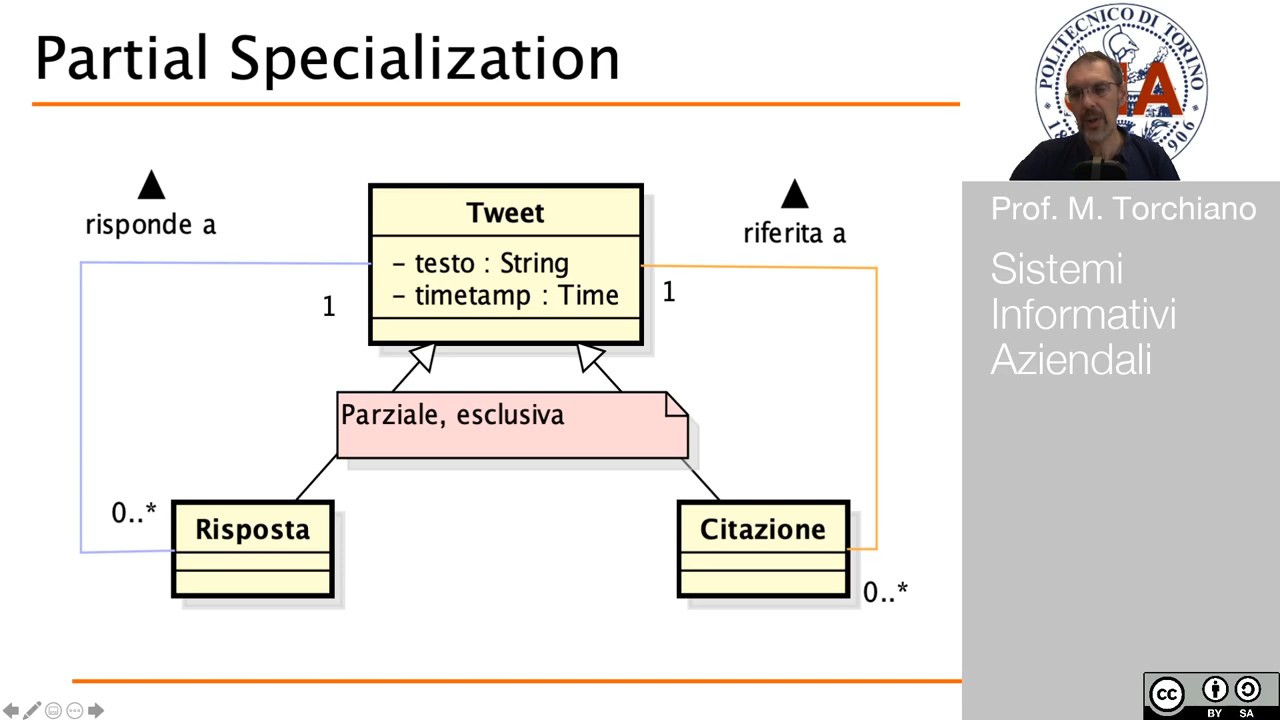 Partial Specialization
POLITECNICO DI TORINO
A
risponde a
Tweet
riferita a
– testo : String
– timetamp : Time
1
1
Parziale, esclusiva
0..*
Risposta
Citazione
0..*
Prof. M. Torchiano
Sistemi
Informativi
Aziendali
cc
BY SA